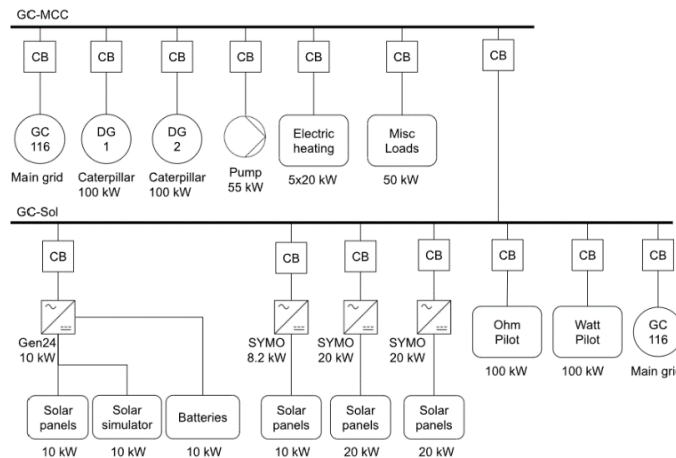 GC-MCC
CB CB CB CB CB CB CB
GC
116
DG
1
DG
2
Electric
heating
Misc
Loads
Main grid
Caterpillar
100 kW
Caterpillar
100 kW
Pump
55 kW
5x20 kW
50 kW
GC-Sol
CB CB CB CB CB CB CB
Gen24
10 kW
SYMO
8.2 kW
SYMO
20 kW
SYMO
20 kW
Ohm
Pilot
Watt
Pilot
GC
116
100 kW
100 kW
Main grid
Solar
panels
Solar
simulator
Batteries
Solar
panels
Solar
panels
Solar
panels
10 kW
10 kW
10 kW
10 kW
20 kW
20 kW